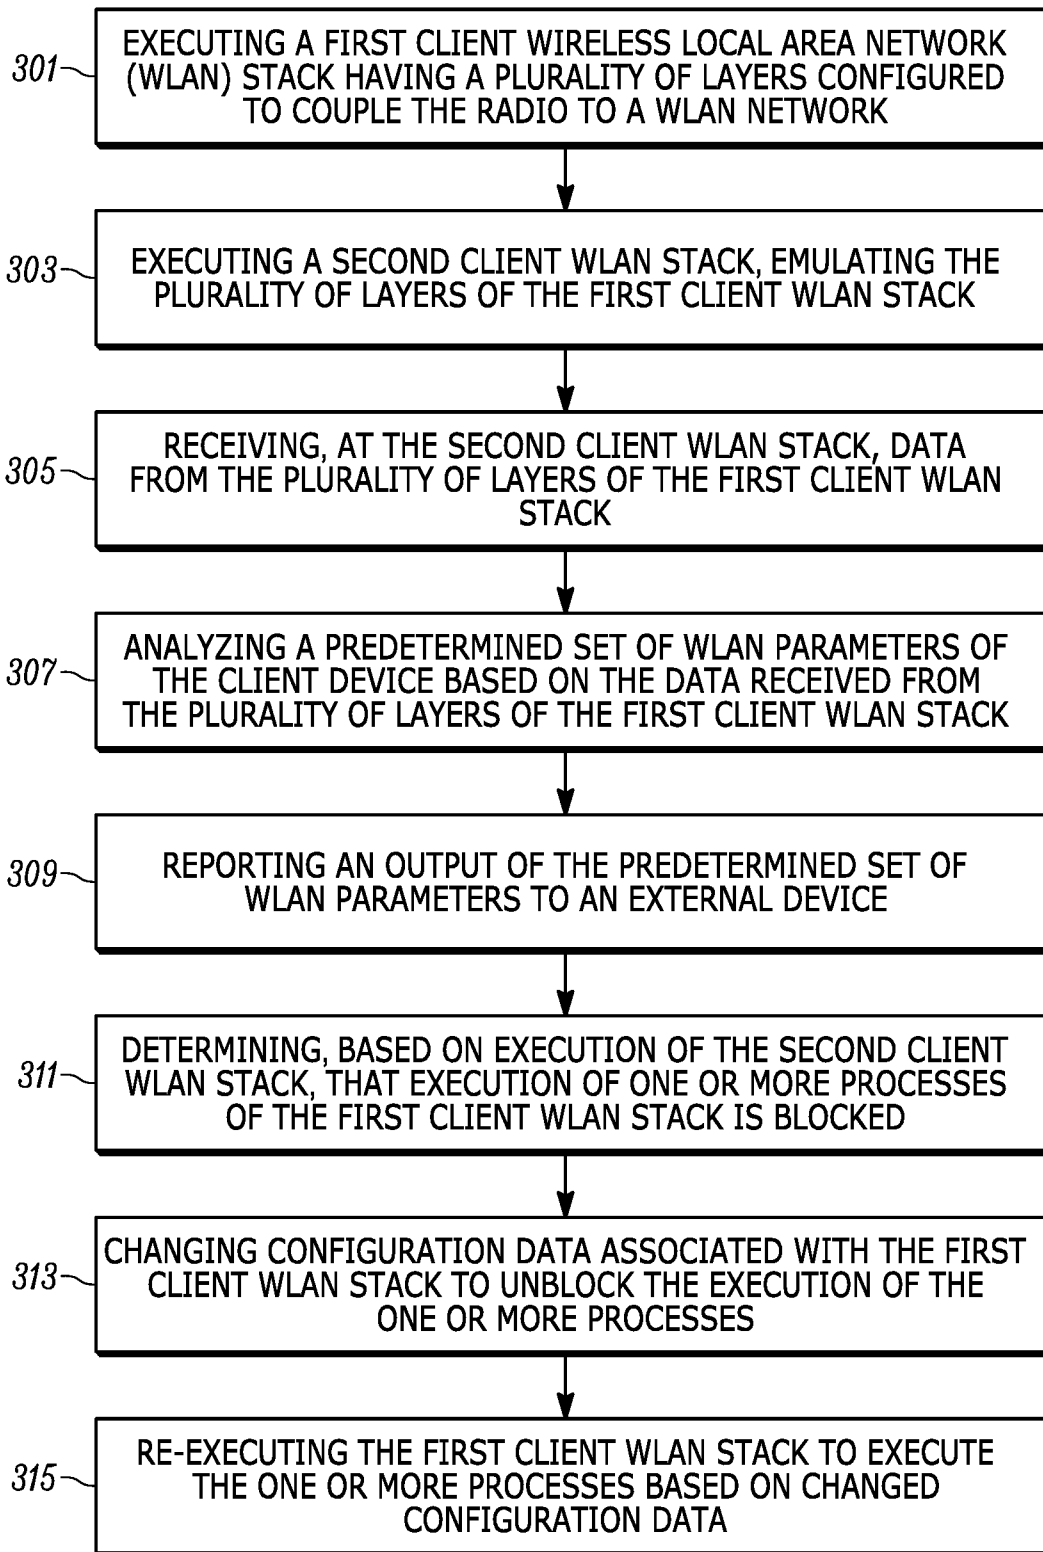 301
EXECUTING A FIRST CLIENT WIRELESS LOCAL AREA NETWORK
(WLAN) STACK HAVING A PLURALITY OF LAYERS CONFIGURED
TO COUPLE THE RADIO TO A WLAN NETWORK
303
EXECUTING A SECOND CLIENT WLAN STACK, EMULATING THE
PLURALITY OF LAYERS OF THE FIRST CLIENT WLAN STACK
305
RECEIVING, AT THE SECOND CLIENT WLAN STACK, DATA
FROM THE PLURALITY OF LAYERS OF THE FIRST CLIENT WLAN
STACK
307
ANALYZING A PREDETERMINED SET OF WLAN PARAMETERS OF
THE CLIENT DEVICE BASED ON THE DATA RECEIVED FROM
THE PLURALITY OF LAYERS OF THE FIRST CLIENT WLAN STACK
309
REPORTING AN OUTPUT OF THE PREDETERMINED SET OF
WLAN PARAMETERS TO AN EXTERNAL DEVICE
311
DETERMINING, BASED ON EXECUTION OF THE SECOND CLIENT
WLAN STACK, THAT EXECUTION OF ONE OR MORE PROCESSES
OF THE FIRST CLIENT WLAN STACK IS BLOCKED
313
CHANGING CONFIGURATION DATA ASSOCIATED WITH THE FIRST
CLIENT WLAN STACK TO UNBLOCK THE EXECUTION OF THE
ONE OR MORE PROCESSES
315
RE-EXECUTING THE FIRST CLIENT WLAN STACK TO EXECUTE
THE ONE OR MORE PROCESSES BASED ON CHANGED
CONFIGURATION DATA